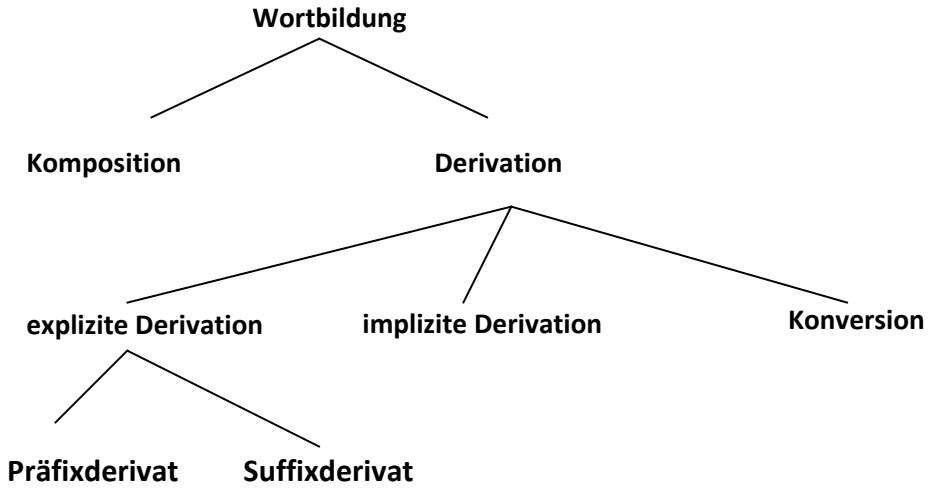 Wortbildung
Komposition Derivation
explizite Derivation implizite Derivation Konversion
Präfixderivat Suffixderivat